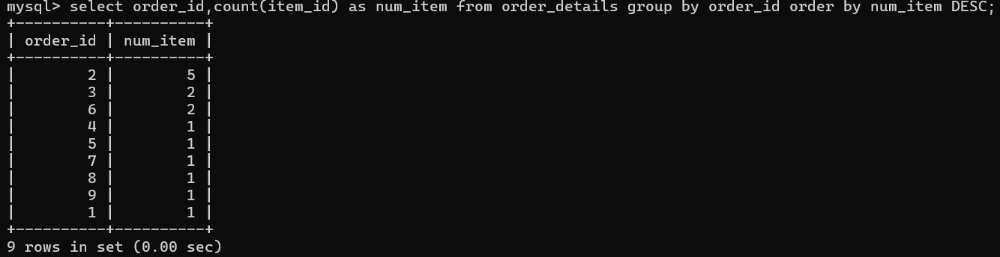 mysql> select order_id,count(item_id) as num_item from order_details group by order_id order by num_item DESC;
+----------+----------+
| order_id | num_item |
+----------+----------+
|        2 |        5 |
|        3 |        2 |
|        6 |        2 |
|        4 |        1 |
|        5 |        1 |
|        7 |        1 |
|        8 |        1 |
|        9 |        1 |
|        1 |        1 |
+----------+----------+
9 rows in set (0.00 sec)